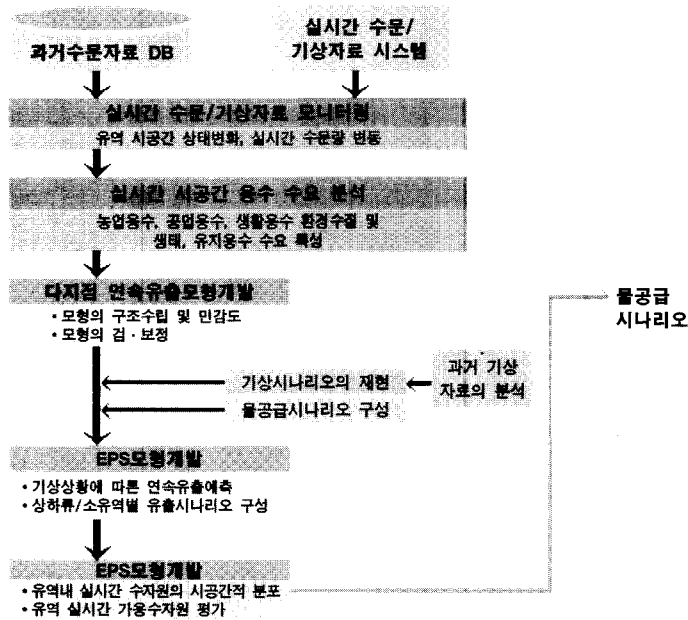 과거수문자료 DB
실시간 수문/
기상자료 시스템
실시간 수문/기상자료 모니터링
유역 시공간 상태변화, 실시간 수문량 변동
실시간 시공간 용수 수요 분석
농업용수, 공업용수, 생활용수 환경수질 및
생태, 유지용수 수요 특성
다지점 연속유출모형개발
• 모형의 구조수립 및 민감도
• 모형의 검 · 보정
물공급
시나리오
과거 기상
자료의 분석
기상시나리오의 재현
물공급시나리오 구성
EPS모형개발
• 기상상황에 따른 연속유출예측
• 상하류/소유역별 유출시나리오 구성
EPS모형개발
• 유역내 실시간 수자원의 시공간적 분포
• 유역 실시간 가용수자원 평가